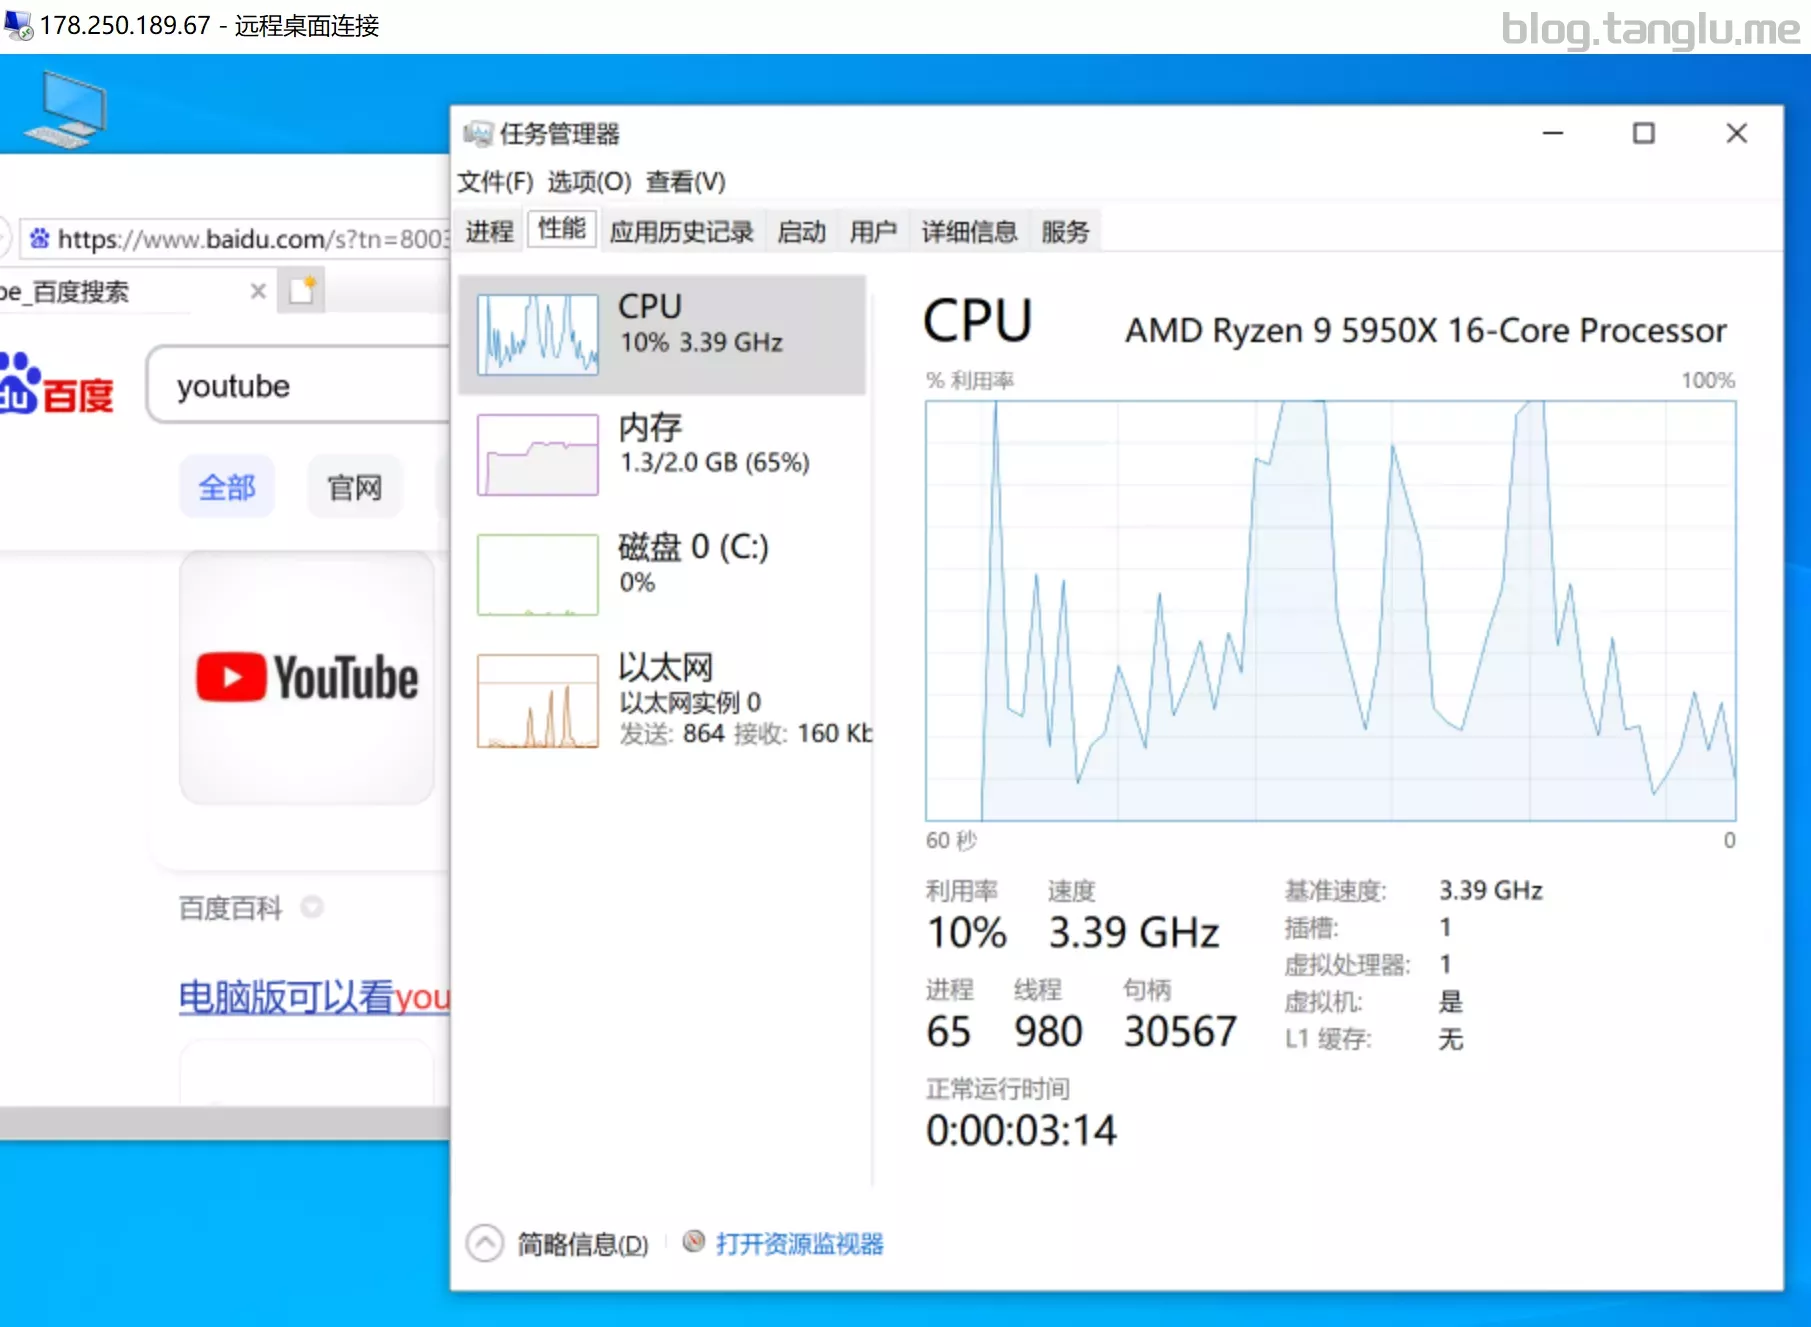 178.250.189.67 - 远程桌面连接
blog.tanglu.me
https://www.baidu.com/s?tn=8003
_百度搜索
du百度
youtube
全部
官网
YouTube
百度百科
电脑版可以看you
任务管理器
文件(F) 选项(O) 查看(V)
进程 性能 应用历史记录 启动 用户 详细信息 服务
CPU
10% 3.39 GHz
内存
1.3/2.0 GB (65%)
磁盘 0 (C:)
0%
以太网
以太网实例 0
发送: 864 接收: 160 Kb
CPU
AMD Ryzen 9 5950X 16-Core Processor
% 利用率
100%
60 秒
0
利用率 速度
10% 3.39 GHz
进程 线程 句柄
65 980 30567
正常运行时间
0:00:03:14
基准速度: 3.39 GHz
插槽: 1
虚拟处理器: 1
虚拟机: 是
L1 缓存: 无
简略信息(D)
打开资源监视器